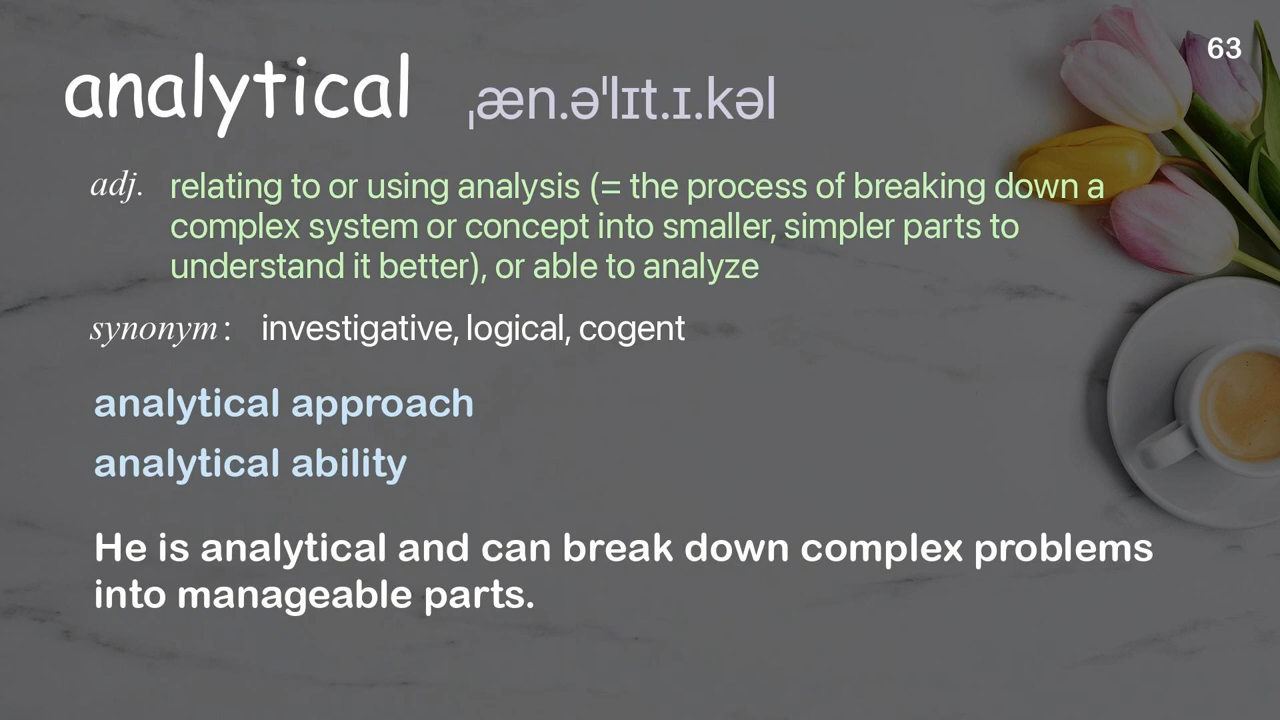 63
analytical ˌæn.əˈlɪt.ɪ.kəl
adj. relating to or using analysis (= the process of breaking down a
complex system or concept into smaller, simpler parts to
understand it better), or able to analyze
synonym: investigative, logical, cogent
analytical approach
analytical ability
He is analytical and can break down complex problems
into manageable parts.